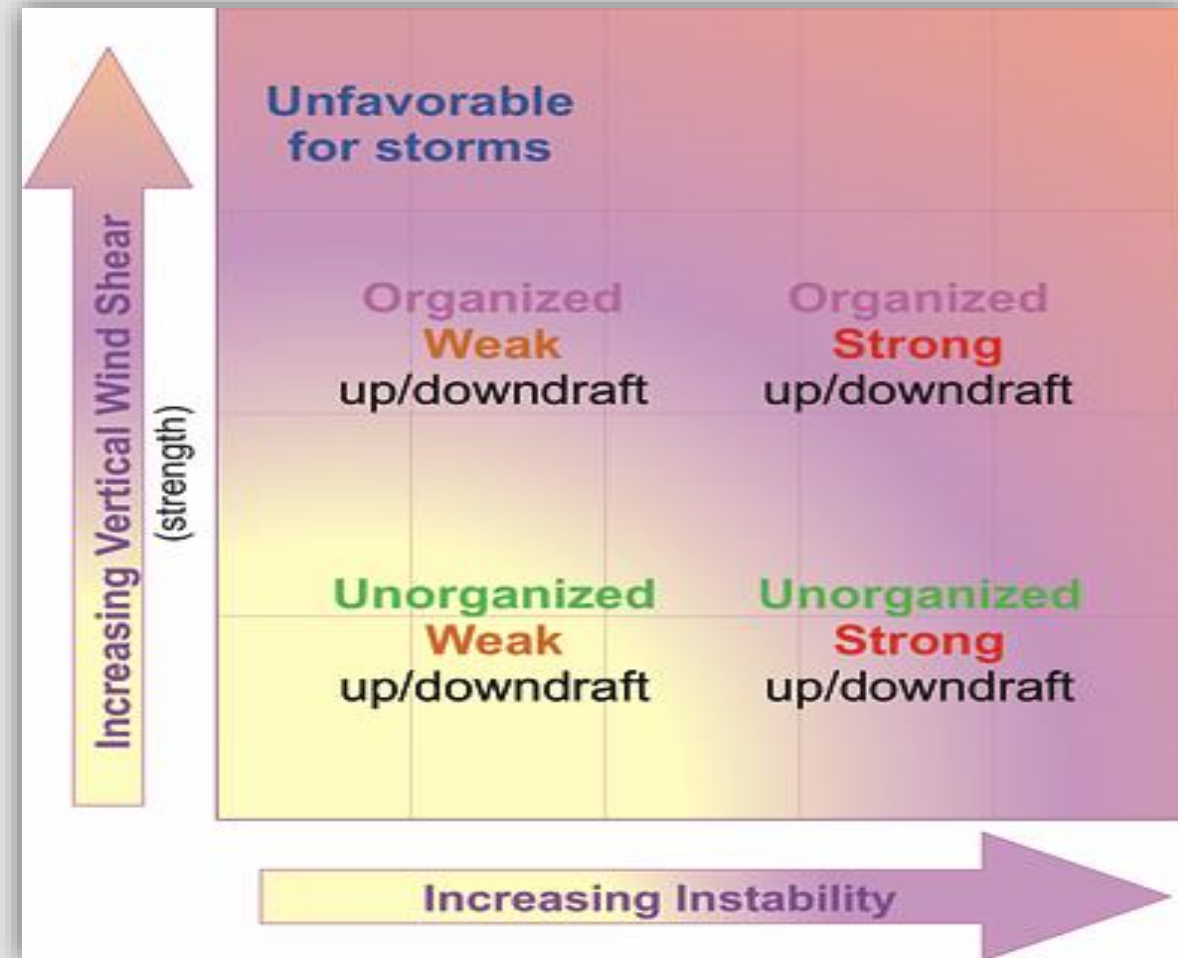 Unfavorable
for storms
Increasing Vertical Wind Shear
(strength)
Organized
Weak
up/downdraft
Organized
Strong
up/downdraft
Unorganized
Weak
up/downdraft
Unorganized
Strong
up/downdraft
Increasing Instability